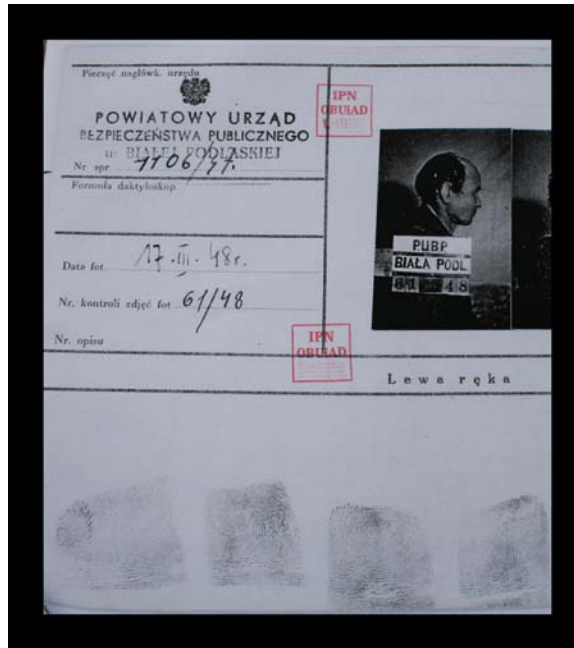 Pieczęć nagłówk. urzędu
POWIATOWY URZĄD
BEZPIECZEŃSTWA PUBLICZNEGO
w BIAŁEJ PODLASKIEJ
Nr spr 1106/47.
Formuła daktyloskop.
Data fot. 17.III.48r.
Nr. kontroli zdjęć fot 61/48
Nr. opisu
IPN
OBUIAD
PUBP
BIAŁA PODL.
61 48
IPN
OBUIAD
Lewa ręka